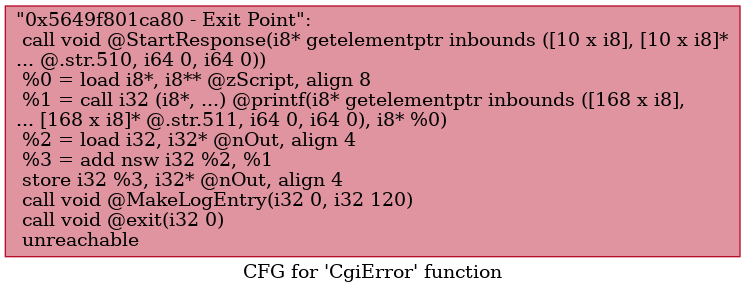 "0x5649f801ca80 - Exit Point":
call void @StartResponse(i8* getelementptr inbounds ([10 x i8], [10 x i8]*
... @.str.510, i64 0, i64 0))
%0 = load i8*, i8** @zScript, align 8
%1 = call i32 (i8*, ...) @printf(i8* getelementptr inbounds ([168 x i8],
... [168 x i8]* @.str.511, i64 0, i64 0), i8* %0)
%2 = load i32, i32* @nOut, align 4
%3 = add nsw i32 %2, %1
store i32 %3, i32* @nOut, align 4
call void @MakeLogEntry(i32 0, i32 120)
call void @exit(i32 0)
unreachable
CFG for 'CgiError' function